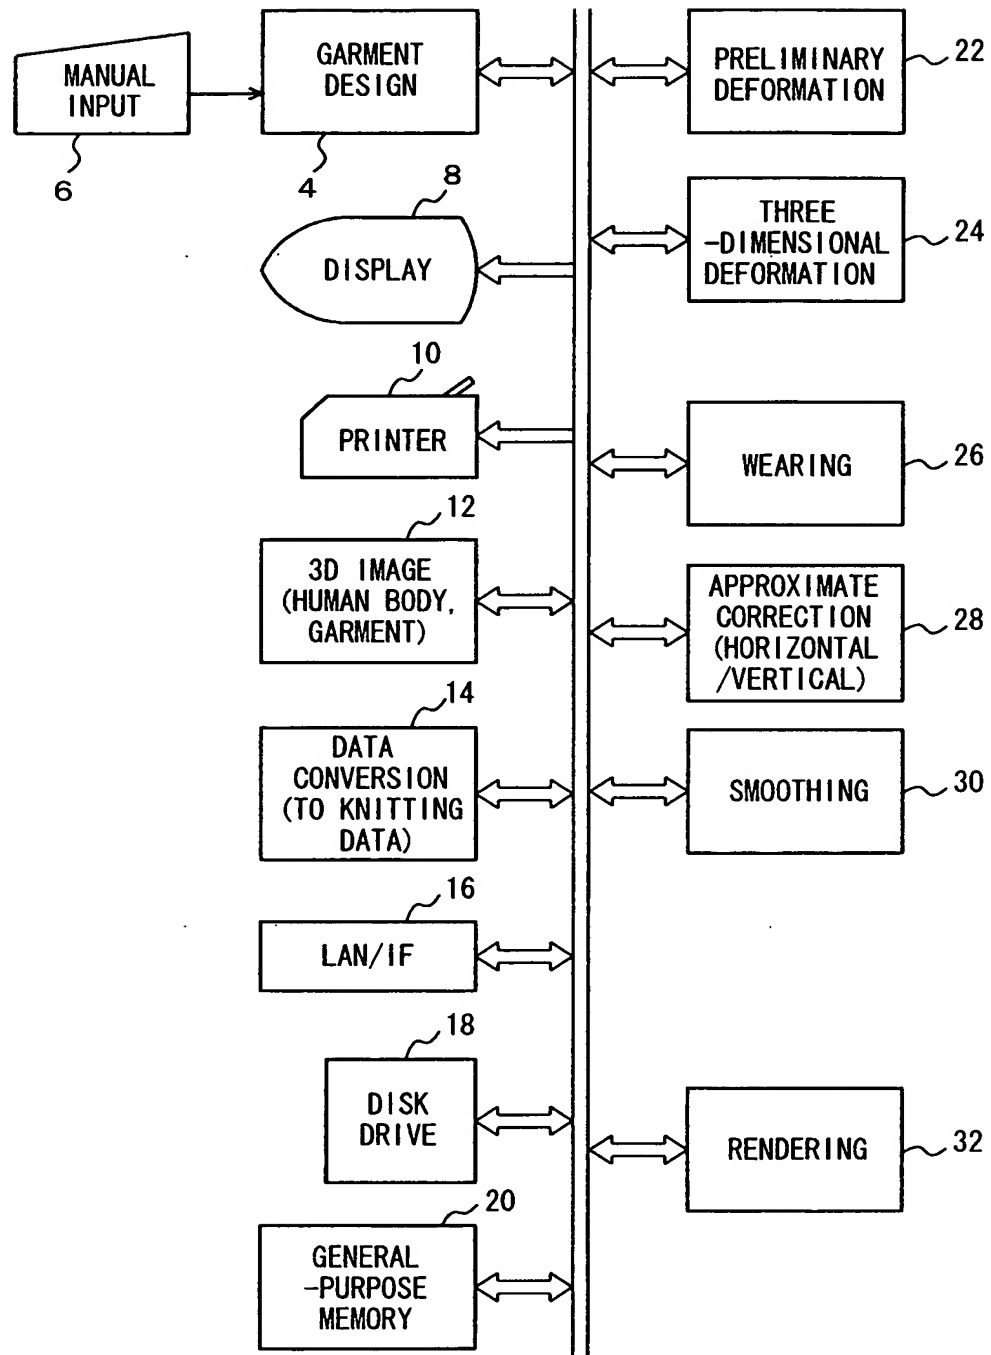 MANUAL
INPUT
6
GARMENT
DESIGN
4
8
DISPLAY
10
PRINTER
12
3D IMAGE
(HUMAN BODY,
GARMENT)
14
DATA
CONVERSION
(TO KNITTING
DATA)
16
LAN/IF
18
DISK
DRIVE
20
GENERAL
-PURPOSE
MEMORY
PRELIMINARY
DEFORMATION
22
THREE
-DIMENSIONAL
DEFORMATION
24
WEARING
26
APPROXIMATE
CORRECTION
(HORIZONTAL
/VERTICAL)
28
SMOOTHING
30
RENDERING
32